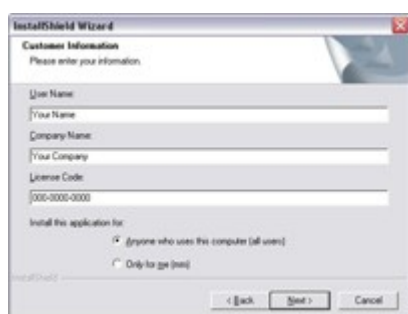 InstallShield Wizard
Customer Information
Please enter your information.
User Name:
Your Name
Company Name:
Your Company
License Code:
000-0000-0000
Install this application for:
Anyone who uses this computer (all users)
Only for me (mm)
InstallShield
< Back Next > Cancel